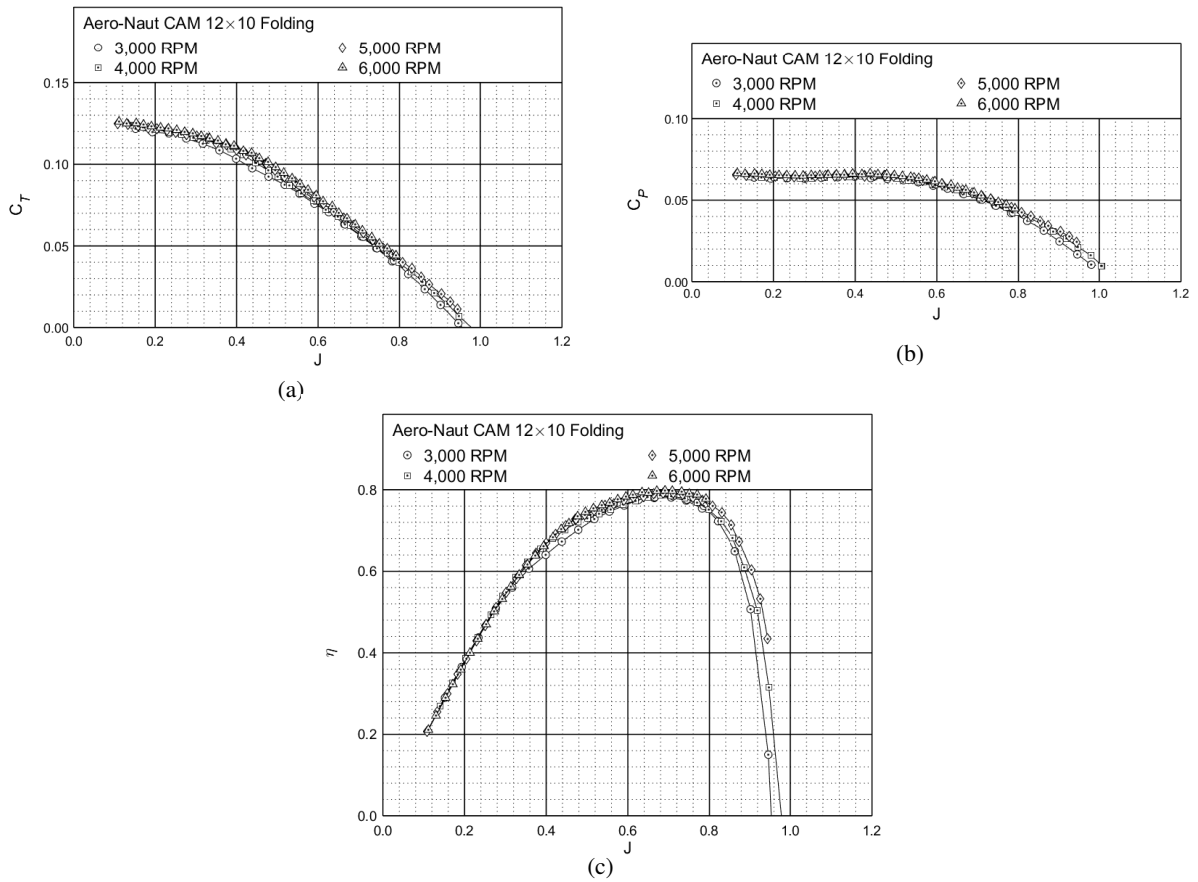 Aero-Naut CAM 12×10 Folding
3,000 RPM 5,000 RPM
4,000 RPM 6,000 RPM
0.15
0.10
0.05
0.00
C_T
0.0 0.2 0.4 0.6 0.8 1.0 1.2
J
(a)
Aero-Naut CAM 12×10 Folding
3,000 RPM 5,000 RPM
4,000 RPM 6,000 RPM
0.10
0.05
0.00
C_P
0.0 0.2 0.4 0.6 0.8 1.0 1.2
J
(b)
Aero-Naut CAM 12×10 Folding
3,000 RPM 5,000 RPM
4,000 RPM 6,000 RPM
0.8
0.6
0.4
0.2
0.0
η
0.0 0.2 0.4 0.6 0.8 1.0 1.2
J
(c)